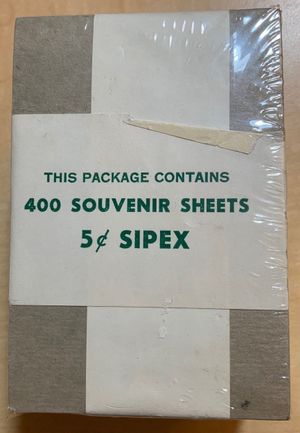 THIS PACKAGE CONTAINS
400 SOUVENIR SHEETS
5¢ SIPEX